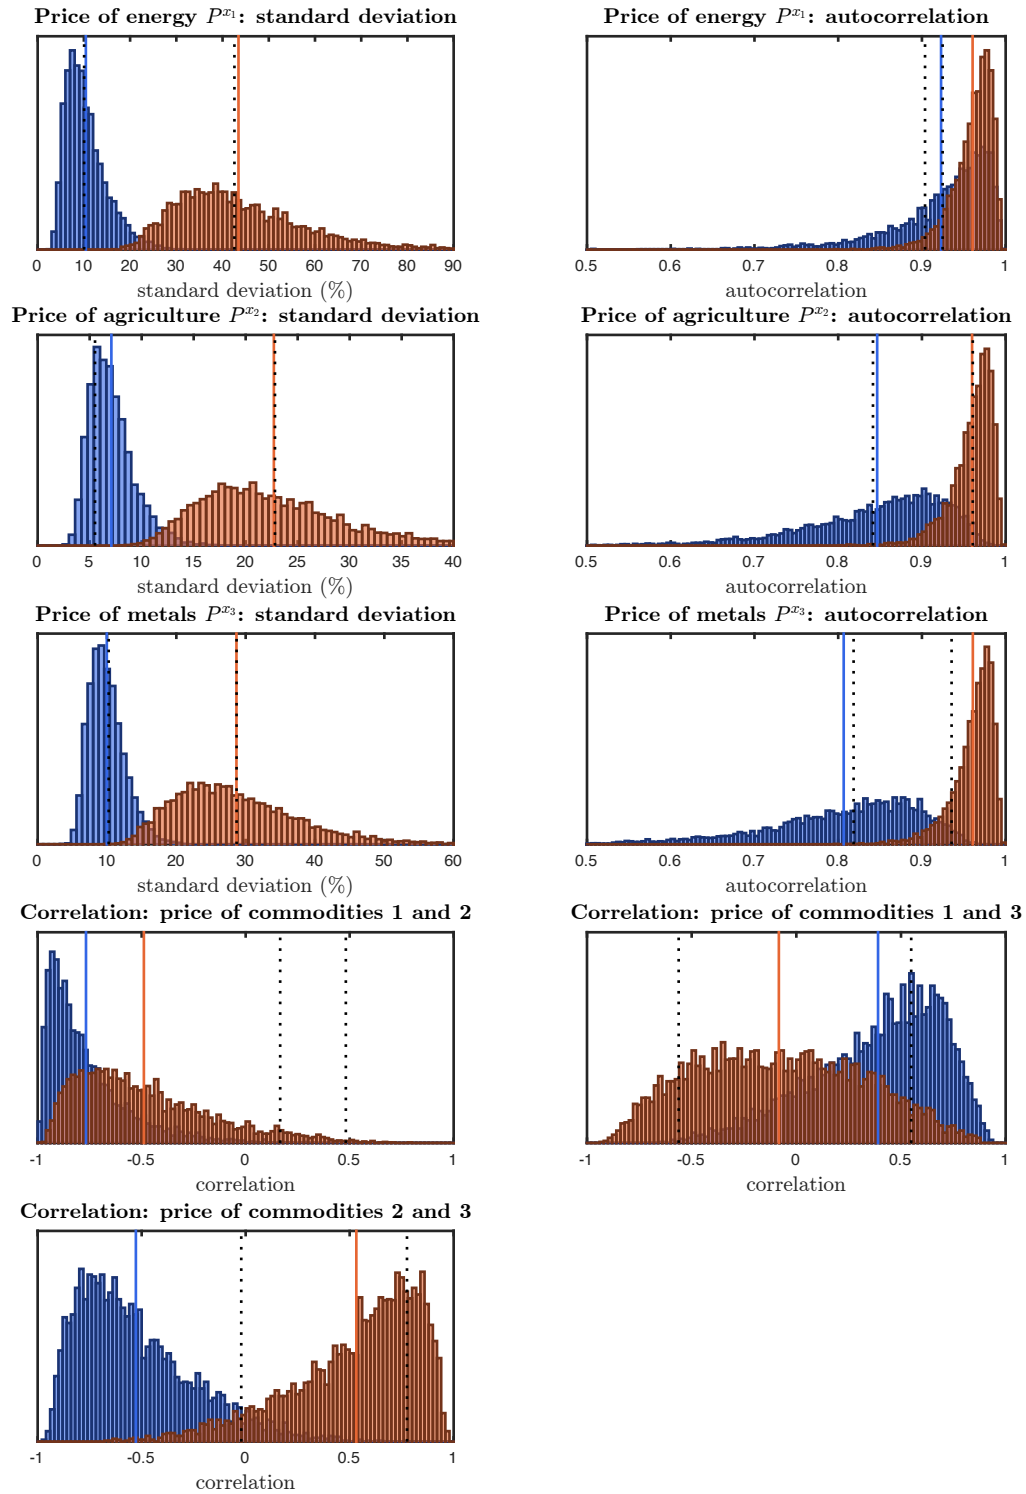 Price of energy P^{x_1}: standard deviation
0 10 20 30 40 50 60 70 80 90
standard deviation (%)
Price of energy P^{x_1}: autocorrelation
0.5 0.6 0.7 0.8 0.9 1
autocorrelation
Price of agriculture P^{x_2}: standard deviation
0 5 10 15 20 25 30 35 40
standard deviation (%)
Price of agriculture P^{x_2}: autocorrelation
0.5 0.6 0.7 0.8 0.9 1
autocorrelation
Price of metals P^{x_3}: standard deviation
0 10 20 30 40 50 60
standard deviation (%)
Price of metals P^{x_3}: autocorrelation
0.5 0.6 0.7 0.8 0.9 1
autocorrelation
Correlation: price of commodities 1 and 2
-1 -0.5 0 0.5 1
correlation
Correlation: price of commodities 1 and 3
-1 -0.5 0 0.5 1
correlation
Correlation: price of commodities 2 and 3
-1 -0.5 0 0.5 1
correlation